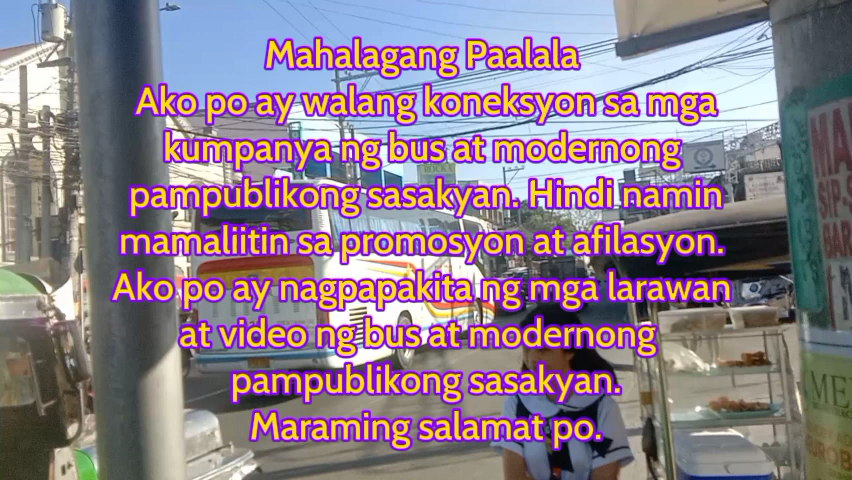 Mahalagang Paalala
Ako po ay walang koneksyon sa mga
kumpanya ng bus at modernong
pampublikong sasakyan. Hindi namin
mamaliitin sa promosyon at afilasyon.
Ako po ay nagpapakita ng mga larawan
at video ng bus at modernong
pampublikong sasakyan.
Maraming salamat po.